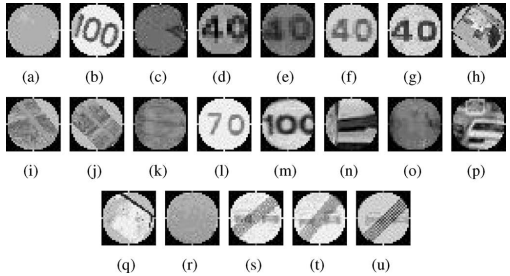 100 40 40 40 40
(a) (b) (c) (d) (e) (f) (g) (h)
70 100
(i) (j) (k) (l) (m) (n) (o) (p)
(q) (r) (s) (t) (u)